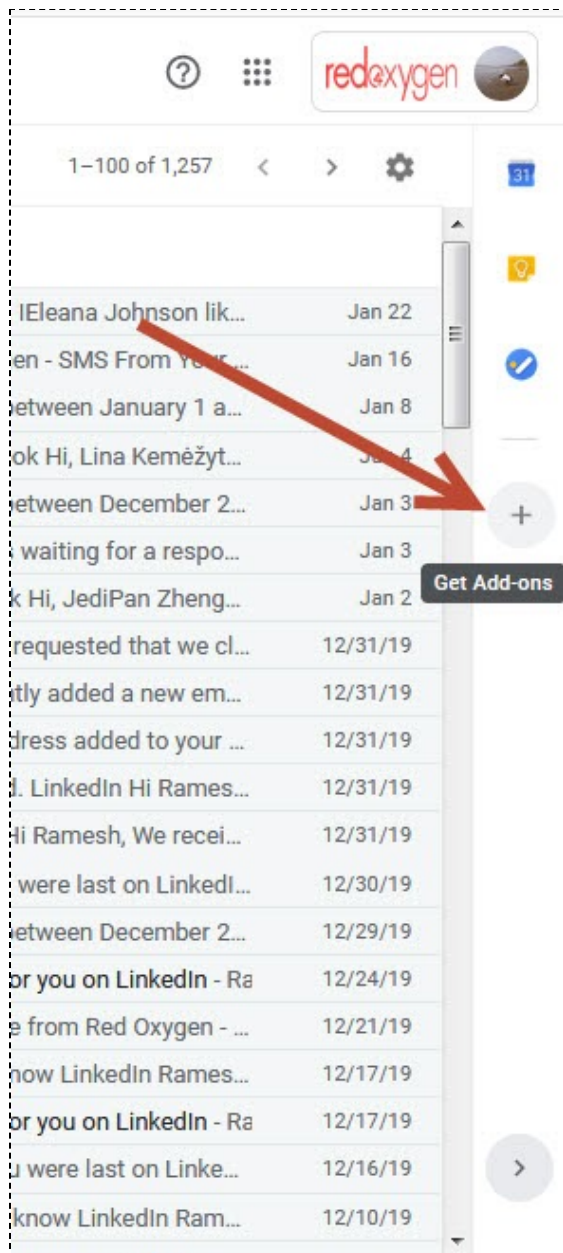 redoxygen
1–100 of 1,257
31
IEleana Johnson lik... Jan 22
en - SMS From Your ... Jan 16
between January 1 a... Jan 8
ok Hi, Lina Kemėžyt... Jan 4
between December 2... Jan 3
waiting for a respo... Jan 3
k Hi, JediPan Zheng... Jan 2
Get Add-ons
requested that we cl... 12/31/19
tly added a new em... 12/31/19
dress added to your ... 12/31/19
d. LinkedIn Hi Rames... 12/31/19
Hi Ramesh, We recei... 12/31/19
were last on LinkedI... 12/30/19
between December 2... 12/29/19
or you on LinkedIn - Ra 12/24/19
e from Red Oxygen - ... 12/21/19
now LinkedIn Rames... 12/17/19
or you on LinkedIn - Ra 12/17/19
u were last on Linke... 12/16/19
know LinkedIn Ram... 12/10/19